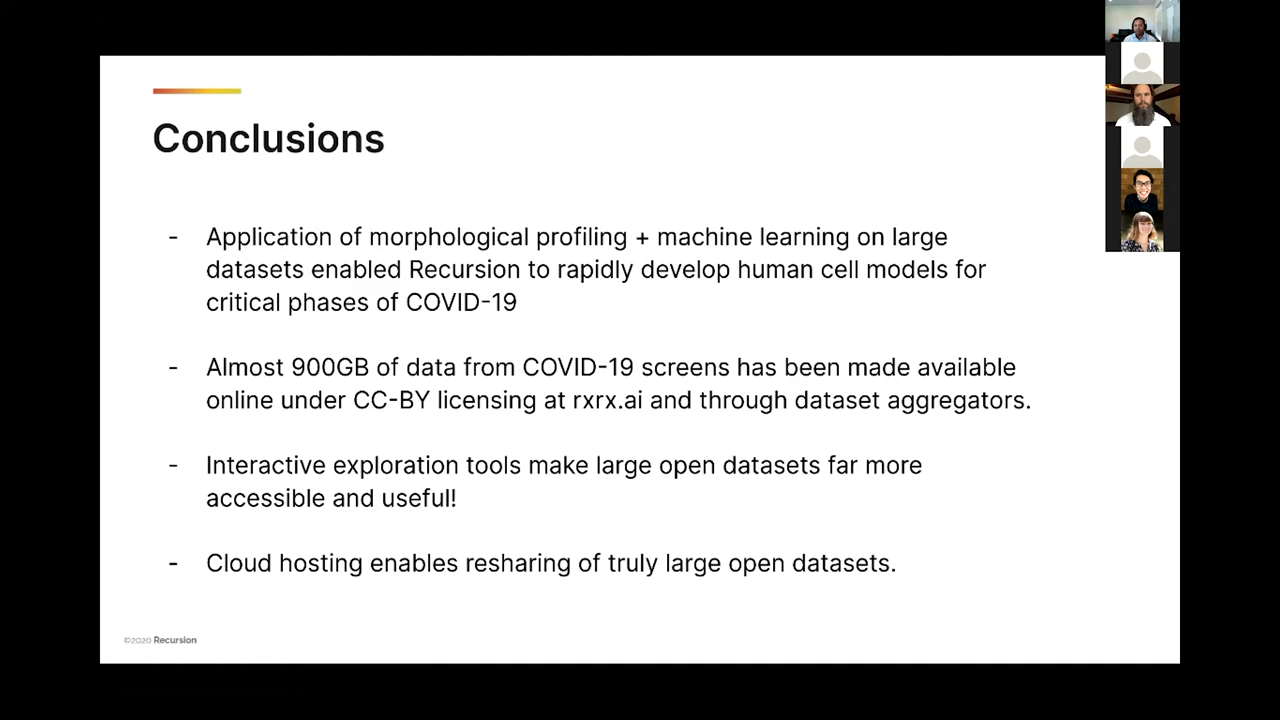 Conclusions
- Application of morphological profiling + machine learning on large
datasets enabled Recursion to rapidly develop human cell models for
critical phases of COVID-19
- Almost 900GB of data from COVID-19 screens has been made available
online under CC-BY licensing at rxrx.ai and through dataset aggregators.
- Interactive exploration tools make large open datasets far more
accessible and useful!
- Cloud hosting enables resharing of truly large open datasets.
©2020 Recursion